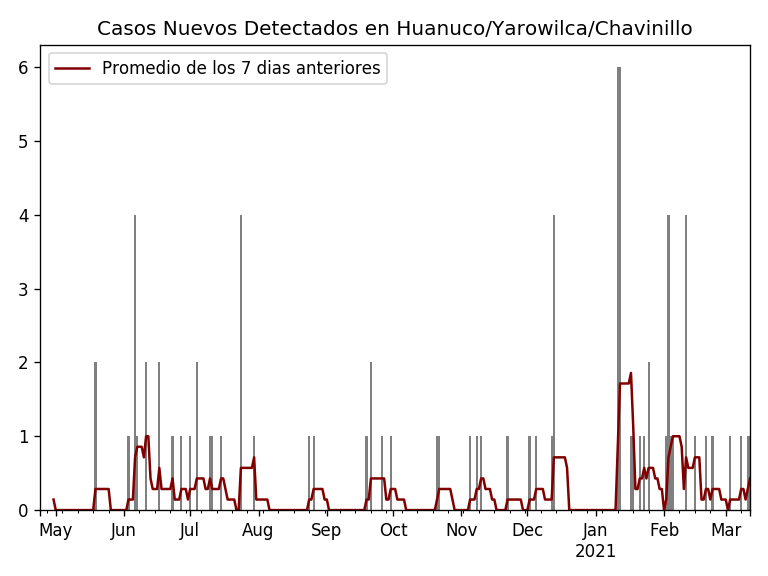 Casos Nuevos Detectados en Huanuco/Yarowilca/Chavinillo
Promedio de los 7 dias anteriores
6
5
4
3
2
1
0
May Jun Jul Aug Sep Oct Nov Dec Jan Feb Mar
2021